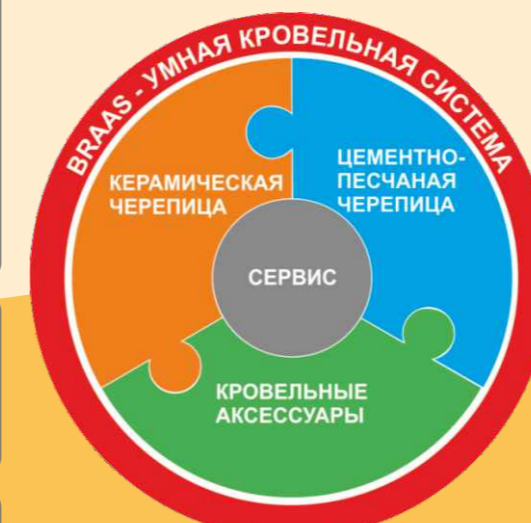 BRAAS - УМНАЯ КРОВЕЛЬНАЯ СИСТЕМА
КЕРАМИЧЕСКАЯ
ЧЕРЕПИЦА
ЦЕМЕНТНО-
ПЕСЧАНАЯ
ЧЕРЕПИЦА
СЕРВИС
КРОВЕЛЬНЫЕ
АКСЕССУАРЫ